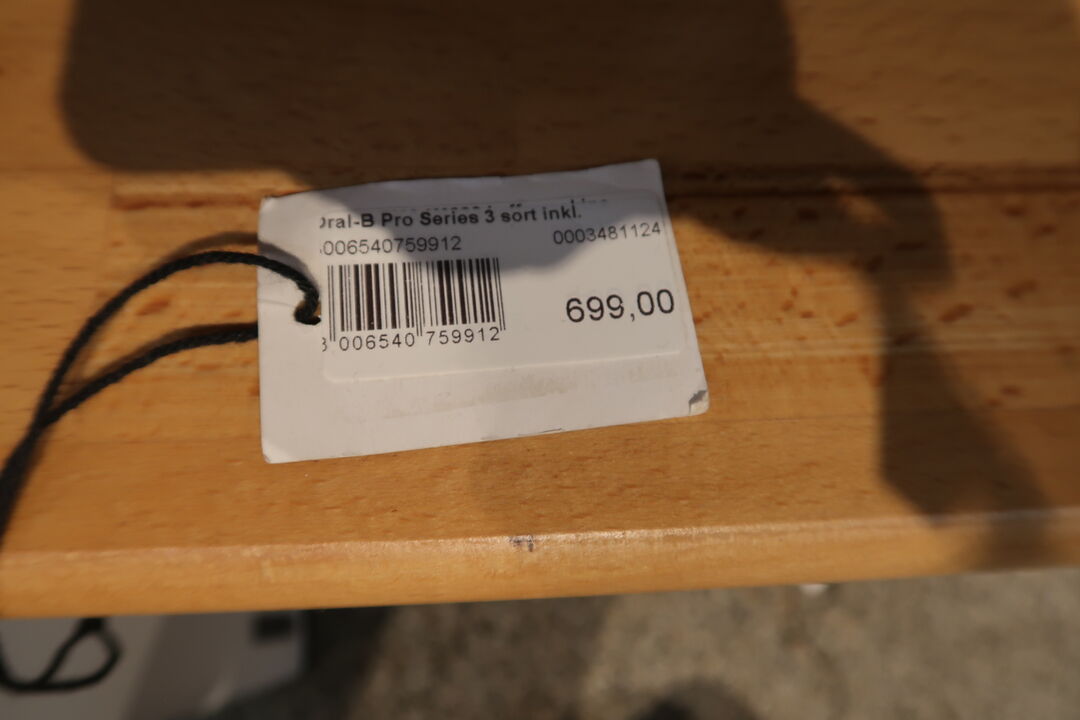 Oral-B Pro Series 3 sort inkl.
006540759912
0003481124
699,00
006540 759912